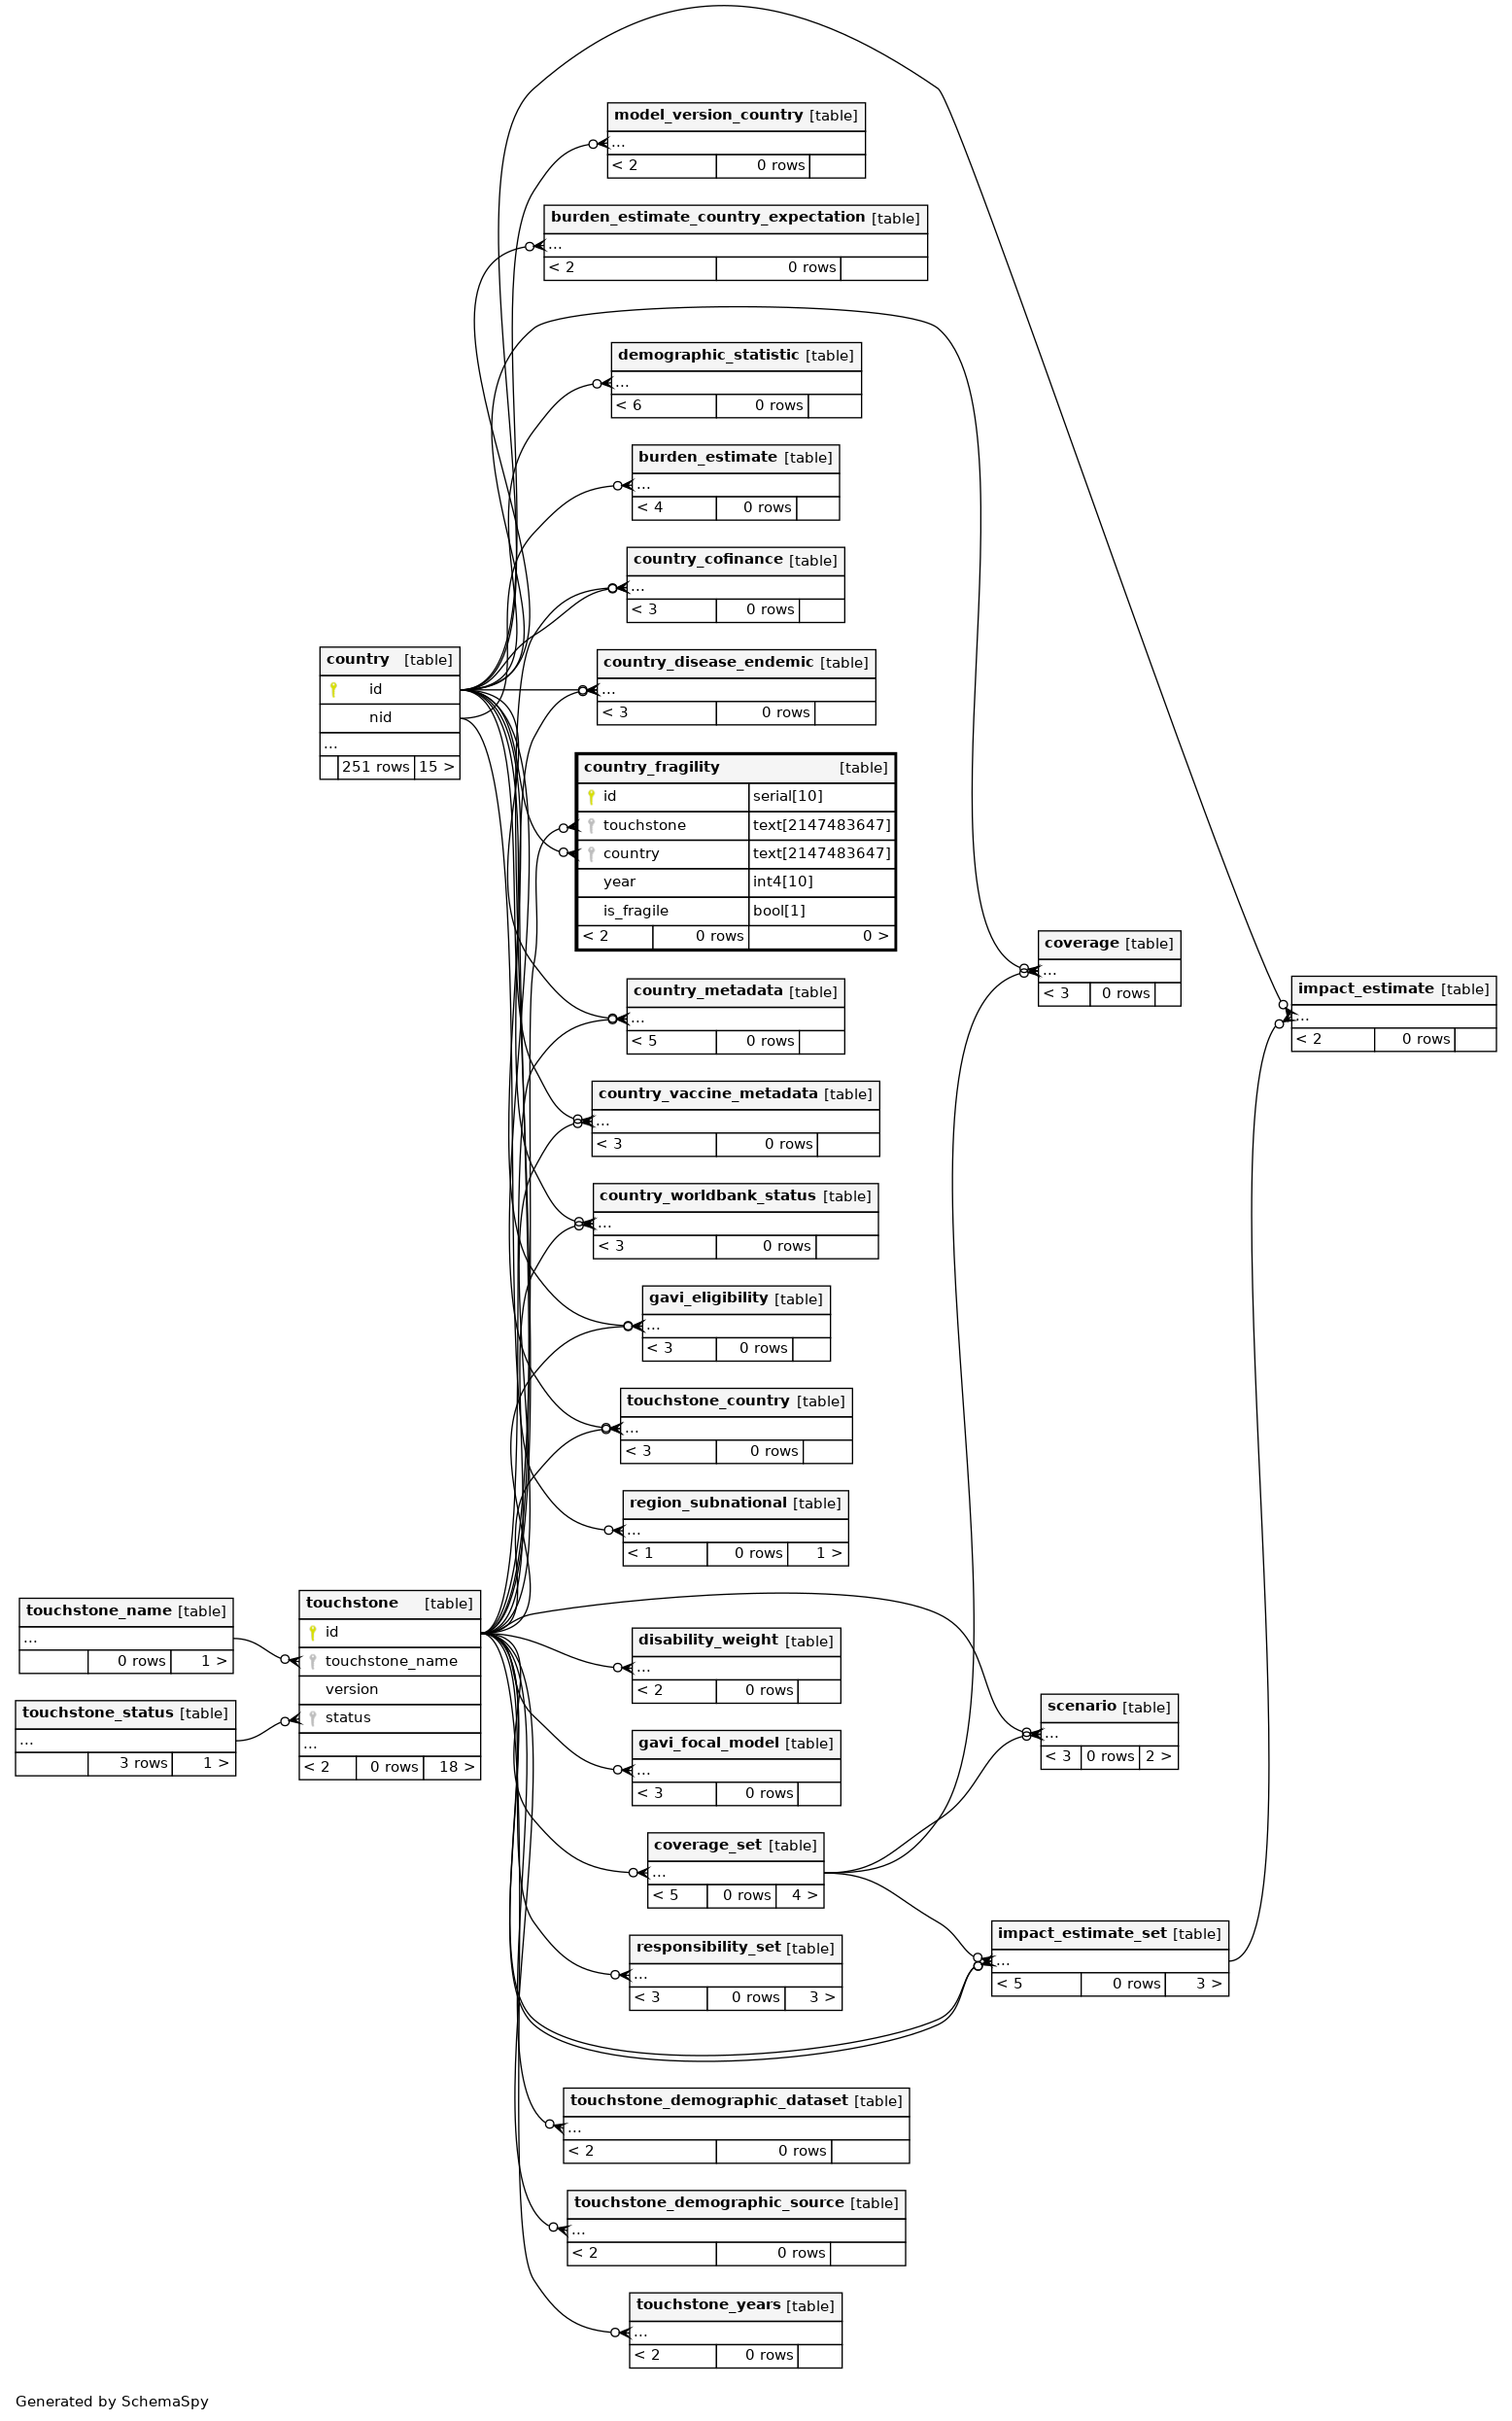 model_version_country [table]
...
< 2 0 rows
burden_estimate_country_expectation [table]
...
< 2 0 rows
demographic_statistic [table]
...
< 6 0 rows
burden_estimate [table]
...
< 4 0 rows
country_cofinance [table]
...
< 3 0 rows
country [table]
id
nid
...
251 rows 15 >
country_disease_endemic [table]
...
< 3 0 rows
country_fragility [table]
id serial[10]
touchstone text[2147483647]
country text[2147483647]
year int4[10]
is_fragile bool[1]
< 2 0 rows 0 >
coverage [table]
...
< 3 0 rows
impact_estimate [table]
...
< 2 0 rows
country_metadata [table]
...
< 5 0 rows
country_vaccine_metadata [table]
...
< 3 0 rows
country_worldbank_status [table]
...
< 3 0 rows
gavi_eligibility [table]
...
< 3 0 rows
touchstone_country [table]
...
< 3 0 rows
region_subnational [table]
...
< 1 0 rows 1 >
touchstone_name [table]
...
0 rows 1 >
touchstone_status [table]
...
3 rows 1 >
touchstone [table]
id
touchstone_name
version
status
...
< 2 0 rows 18 >
disability_weight [table]
...
< 2 0 rows
scenario [table]
...
< 3 0 rows 2 >
gavi_focal_model [table]
...
< 3 0 rows
coverage_set [table]
...
< 5 0 rows 4 >
impact_estimate_set [table]
...
< 5 0 rows 3 >
responsibility_set [table]
...
< 3 0 rows 3 >
touchstone_demographic_dataset [table]
...
< 2 0 rows
touchstone_demographic_source [table]
...
< 2 0 rows
touchstone_years [table]
...
< 2 0 rows
Generated by SchemaSpy